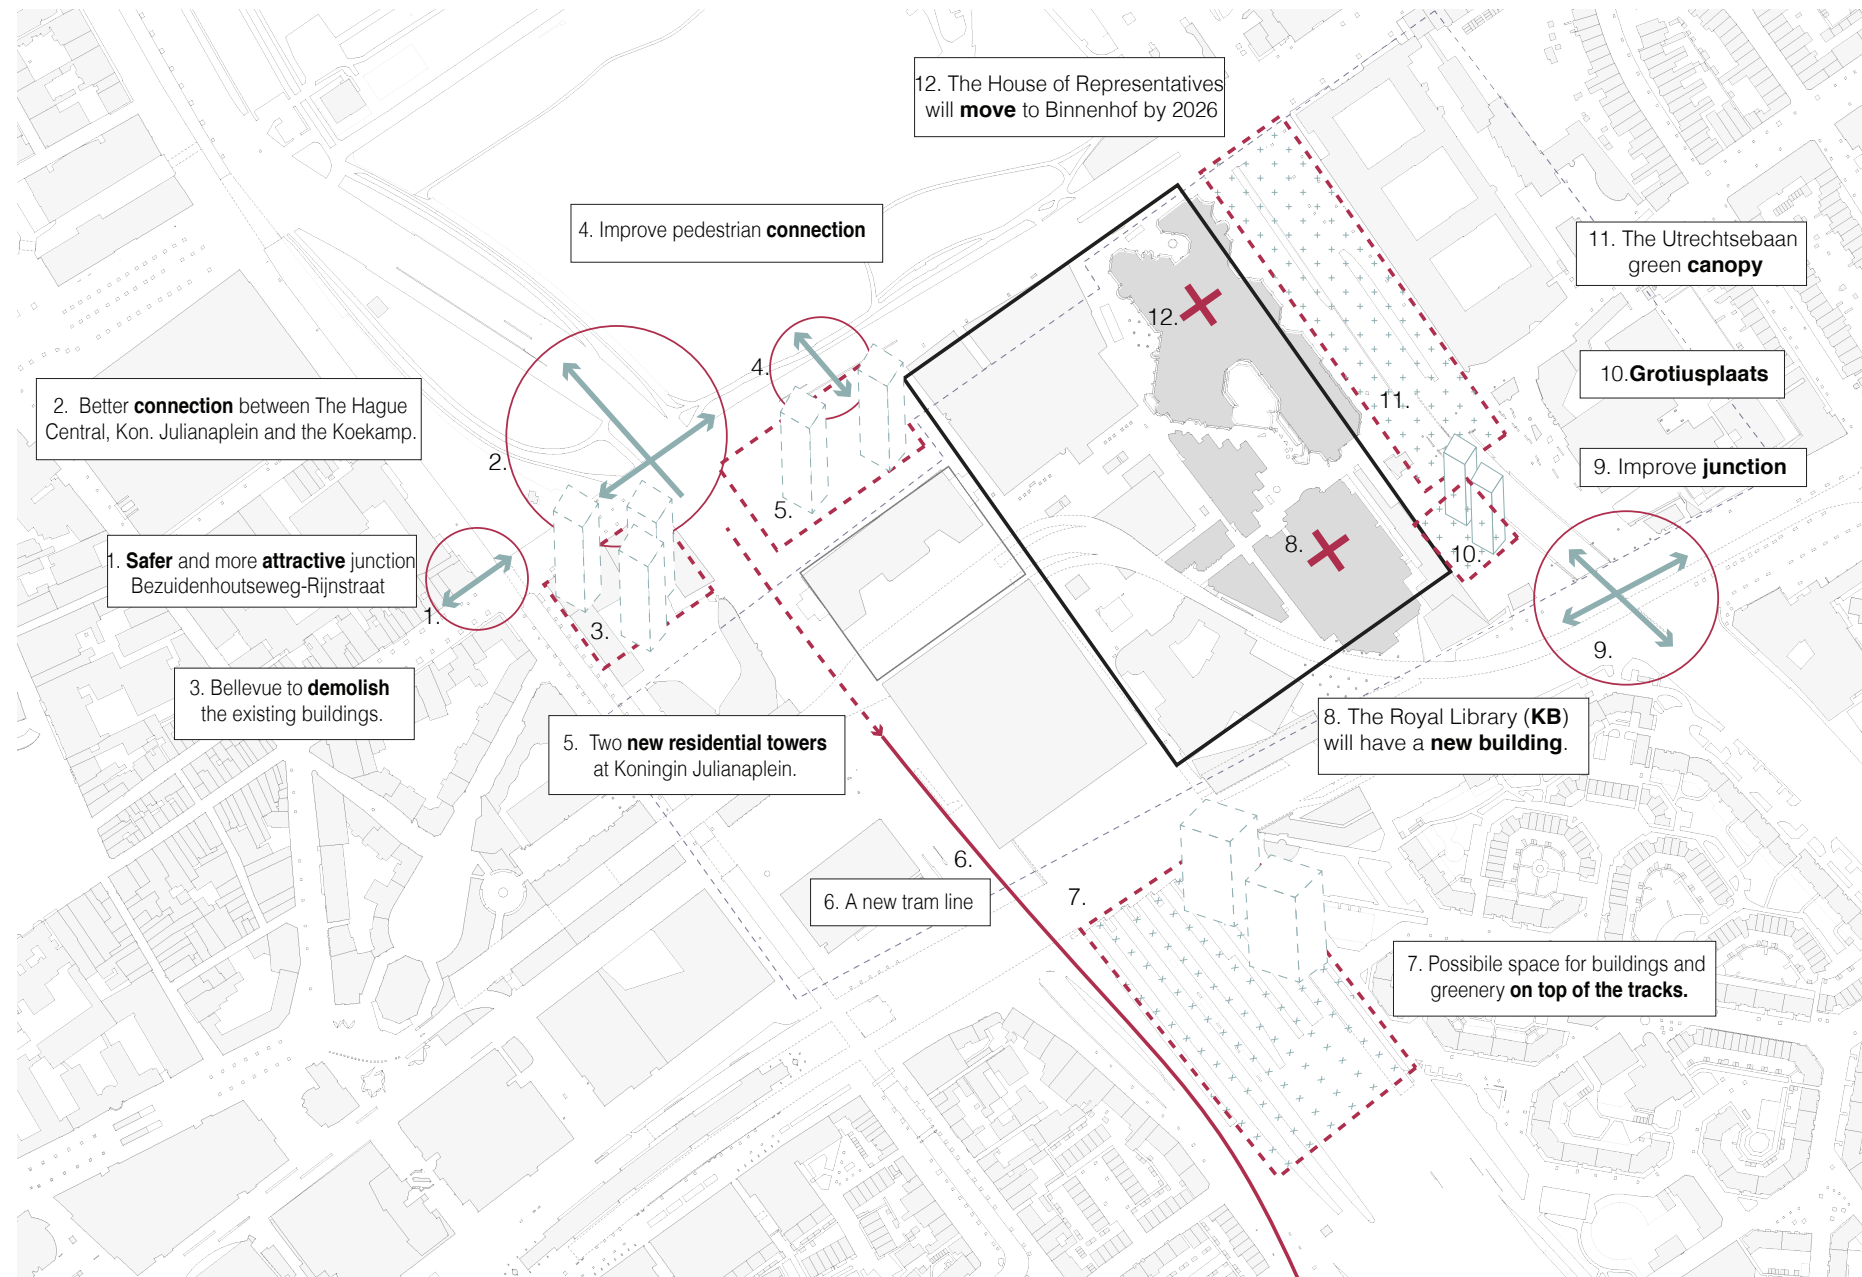 12. The House of Representatives
will move to Binnenhof by 2026
4. Improve pedestrian connection
11. The Utrechtsebaan
green canopy
12.
4.
10.Grotiusplaats
2. Better connection between The Hague
Central, Kon. Julianaplein and the Koekamp.
11.
2.
9. Improve junction
5.
8.
10.
1. Safer and more attractive junction
Bezuidenhoutseweg-Rijnstraat
1.
3.
9.
3. Bellevue to demolish
the existing buildings.
5. Two new residential towers
at Koningin Julianaplein.
8. The Royal Library (KB)
will have a new building.
6.
6. A new tram line
7.
7. Possibile space for buildings and
greenery on top of the tracks.